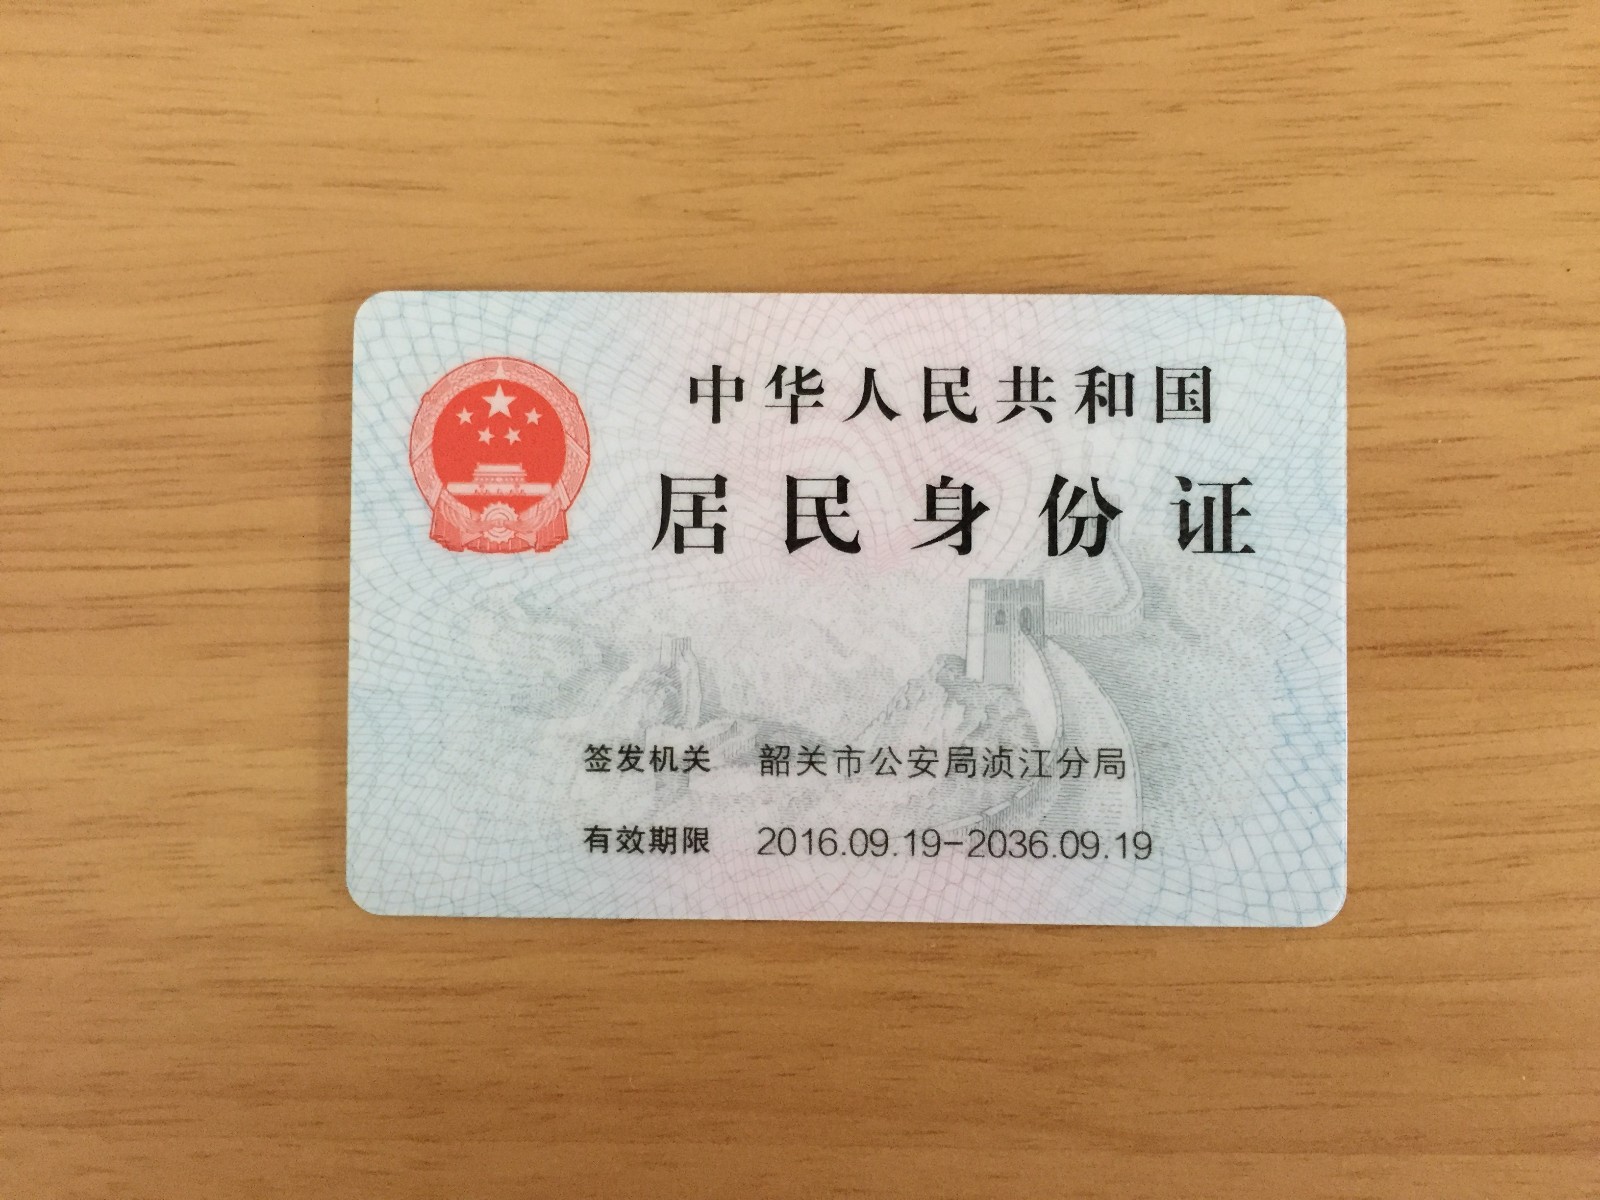 中华人民共和国
居民身份证
签发机关 韶关市公安局浈江分局
有效期限 2016.09.19-2036.09.19